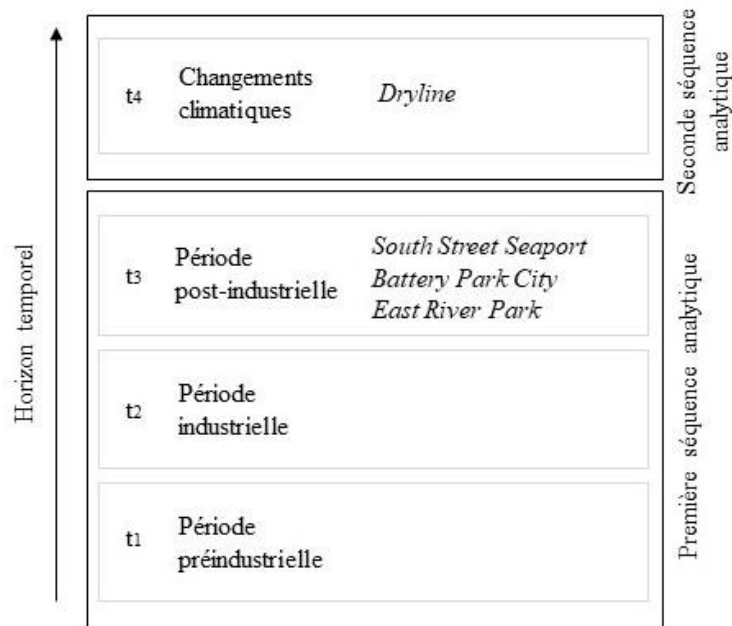 t4
Changements
climatiques
Dryline
Seconde séquence
analytique
Horizon temporel
t3
Période
post-industrielle
South Street Seaport
Battery Park City
East River Park
t2
Période
industrielle
t1
Période
préindustrielle
Première séquence analytique